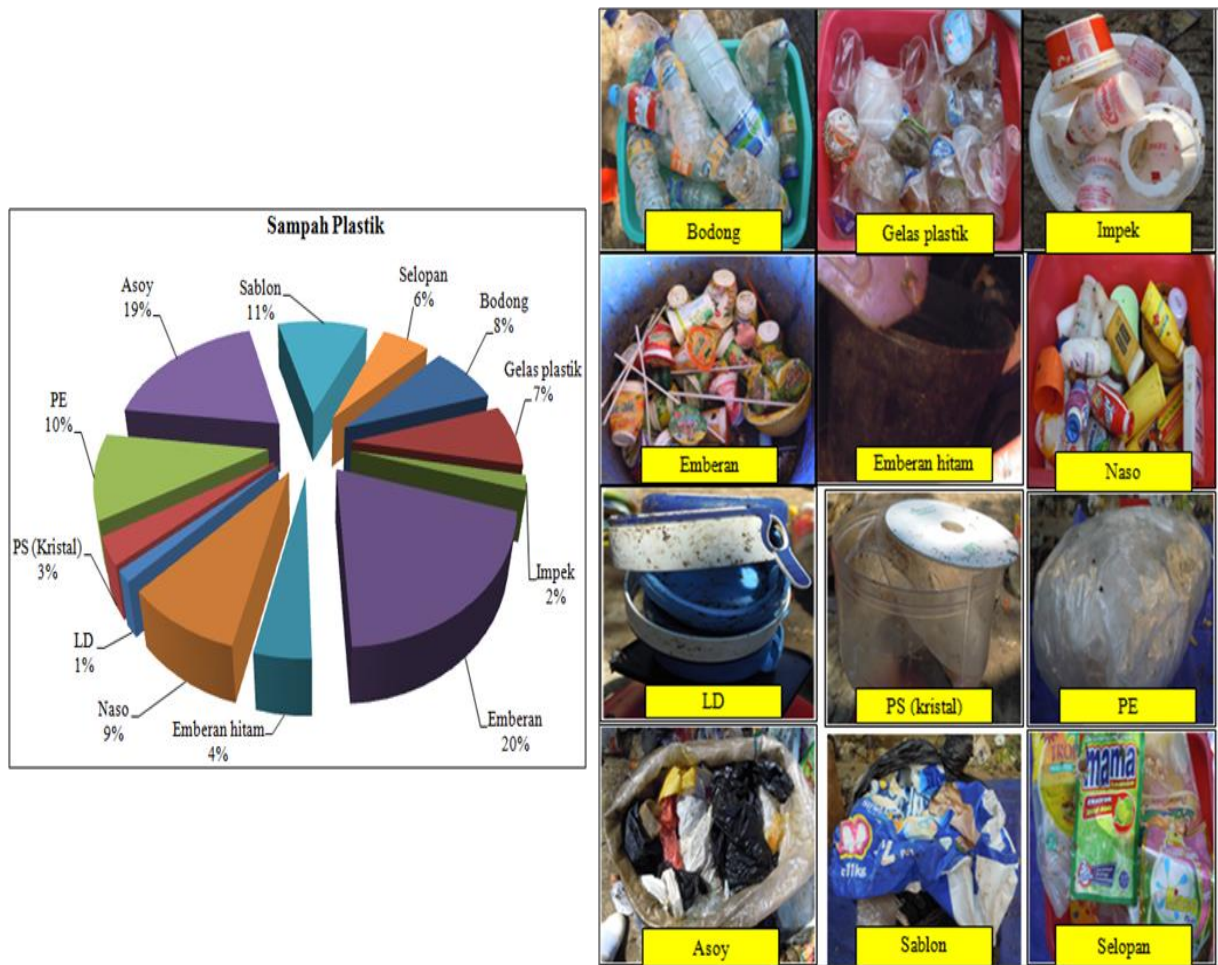 Sampah Plastik
Asoy
19%
Sablon
11%
Selopan
6%
Bodong
8%
Gelas plastik
7%
PE
10%
PS (Kristal)
3%
LD
1%
Naso
9%
Emberan hitam
4%
Emberan
20%
Impek
2%
Bodong
Gelas plastik
Impek
Emberan
Emberan hitam
Naso
LD
PS (kristal)
PE
Asoy
Sablon
mama
Selopan